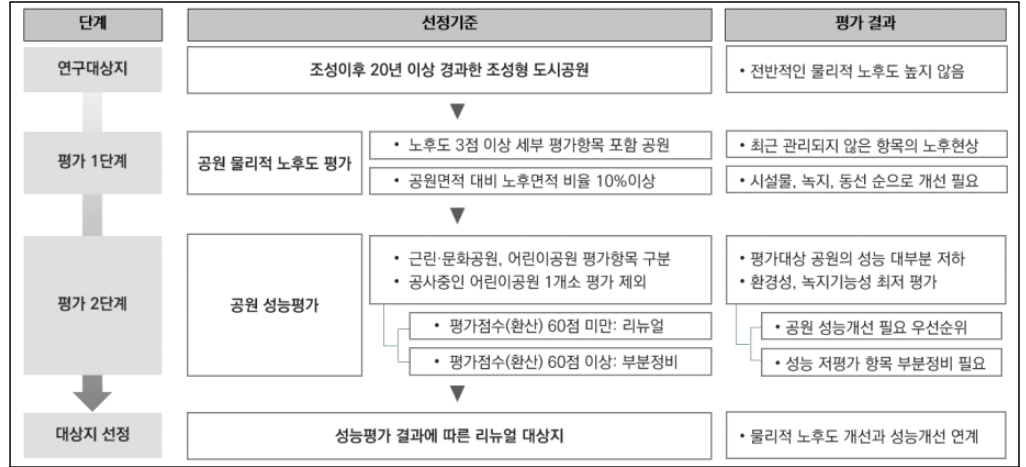 단계
선정기준
평가 결과
연구대상지
조성이후 20년 이상 경과한 조성형 도시공원
• 전반적인 물리적 노후도 높지 않음
평가 1단계
공원 물리적 노후도 평가
• 노후도 3점 이상 세부 평가항목 포함 공원
• 공원면적 대비 노후면적 비율 10%이상
• 최근 관리되지 않은 항목의 노후현상
• 시설물, 녹지, 동선 순으로 개선 필요
평가 2단계
공원 성능평가
• 근린·문화공원, 어린이공원 평가항목 구분
• 공사중인 어린이공원 1개소 평가 제외
• 평가점수(환산) 60점 미만: 리뉴얼
• 평가점수(환산) 60점 이상: 부분정비
• 평가대상 공원의 성능 대부분 저하
• 환경성, 녹지기능성 최저 평가
• 공원 성능개선 필요 우선순위
• 성능 저평가 항목 부분정비 필요
대상지 선정
성능평가 결과에 따른 리뉴얼 대상지
• 물리적 노후도 개선과 성능개선 연계